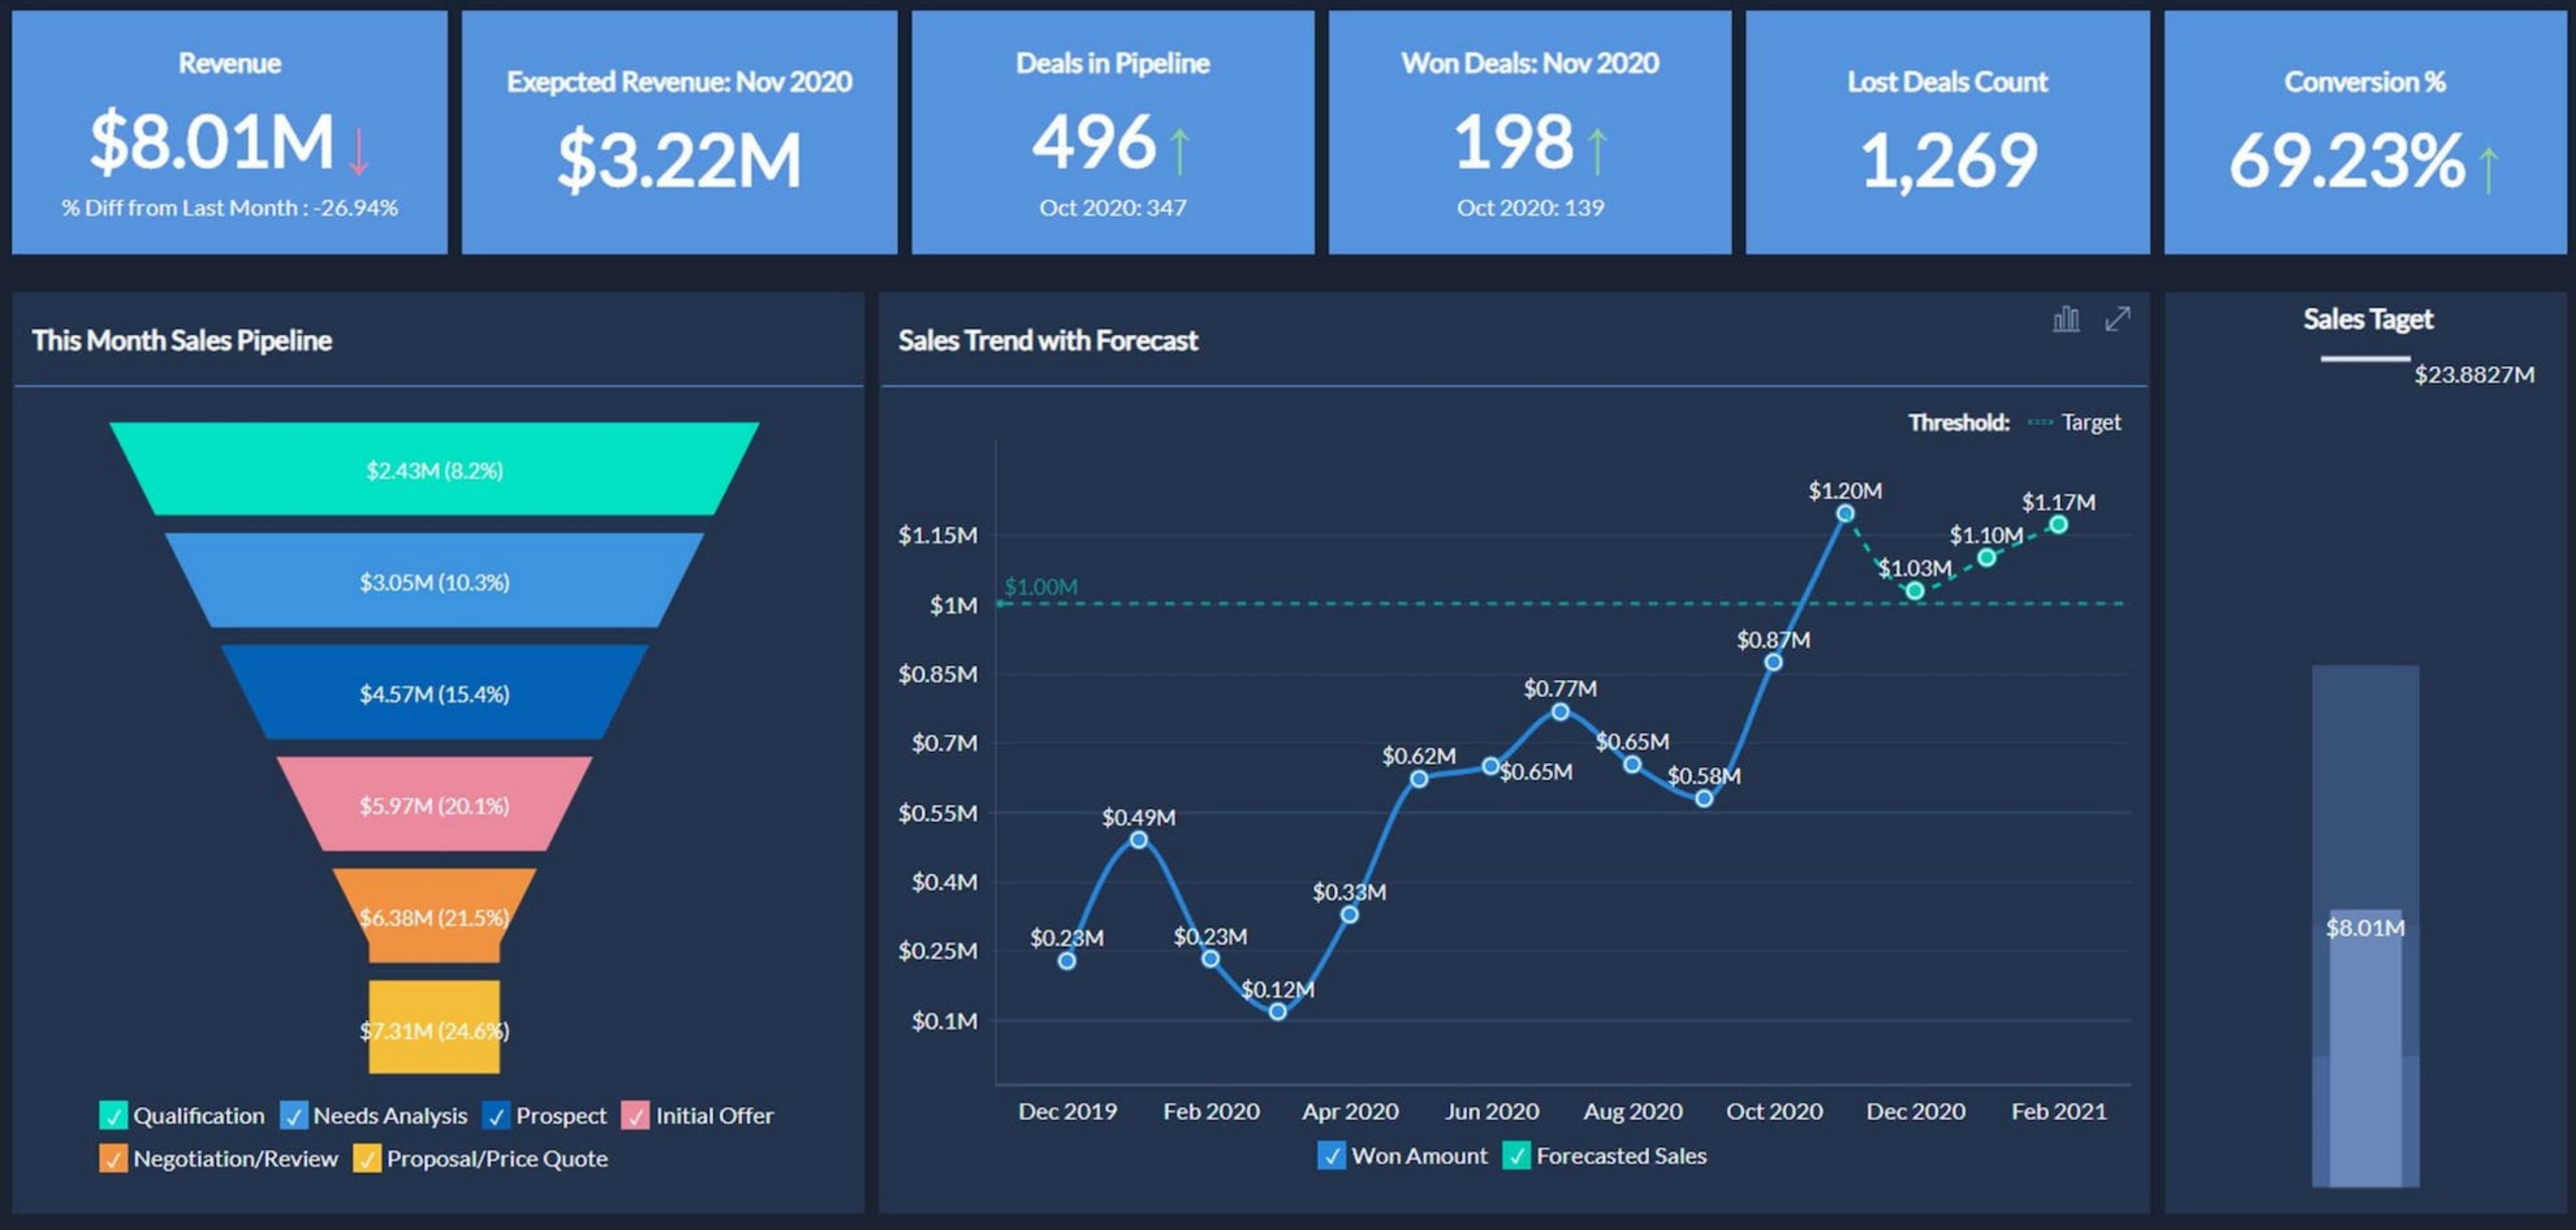 Revenue
$8.01M
% Diff from Last Month : -26.94%
Exepcted Revenue: Nov 2020
$3.22M
Deals in Pipeline
496
Oct 2020: 347
Won Deals: Nov 2020
198
Oct 2020: 139
Lost Deals Count
1,269
Conversion %
69.23%
This Month Sales Pipeline
$2.43M (8.2%)
$3.05M (10.3%)
$4.57M (15.4%)
$5.97M (20.1%)
$6.38M (21.5%)
$7.31M (24.6%)
Qualification Needs Analysis Prospect Initial Offer
Negotiation/Review Proposal/Price Quote
Sales Trend with Forecast
Threshold: Target
$1.15M
$1M
$0.85M
$0.7M
$0.55M
$0.4M
$0.25M
$0.1M
$1.00M
$0.23M
$0.49M
$0.23M
$0.12M
$0.33M
$0.62M
$0.65M
$0.77M
$0.65M
$0.58M
$0.87M
$1.20M
$1.03M
$1.10M
$1.17M
Dec 2019 Feb 2020 Apr 2020 Jun 2020 Aug 2020 Oct 2020 Dec 2020 Feb 2021
Won Amount Forecasted Sales
Sales Taget
$23.8827M
$8.01M